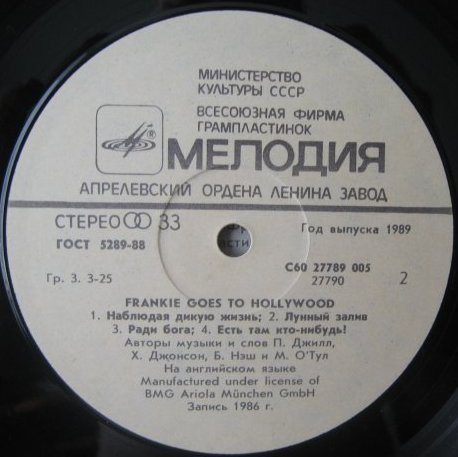 МИНИСТЕРСТВО
КУЛЬТУРЫ СССР
ВСЕСОЮЗНАЯ ФИРМА
ГРАМПЛАСТИНОК
® МЕЛОДИЯ
АПРЕЛЕВСКИЙ ОРДЕНА ЛЕНИНА ЗАВОД
СТЕРЕО 33
Год выпуска 1989
ГОСТ 5289-88
Гр. 3. 3-25
С60 27789 005
27790
2
FRANKIE GOES TO HOLLYWOOD
1. Наблюдая дикую жизнь; 2. Лунный залив
3. Ради бога; 4. Есть там кто-нибудь!
Авторы музыки и слов П. Джилл,
Х. Джонсон, Б. Нэш и М. О'Тул
На английском языке
Manufactured under license of
BMG Ariola München GmbH
Запись 1986 г.